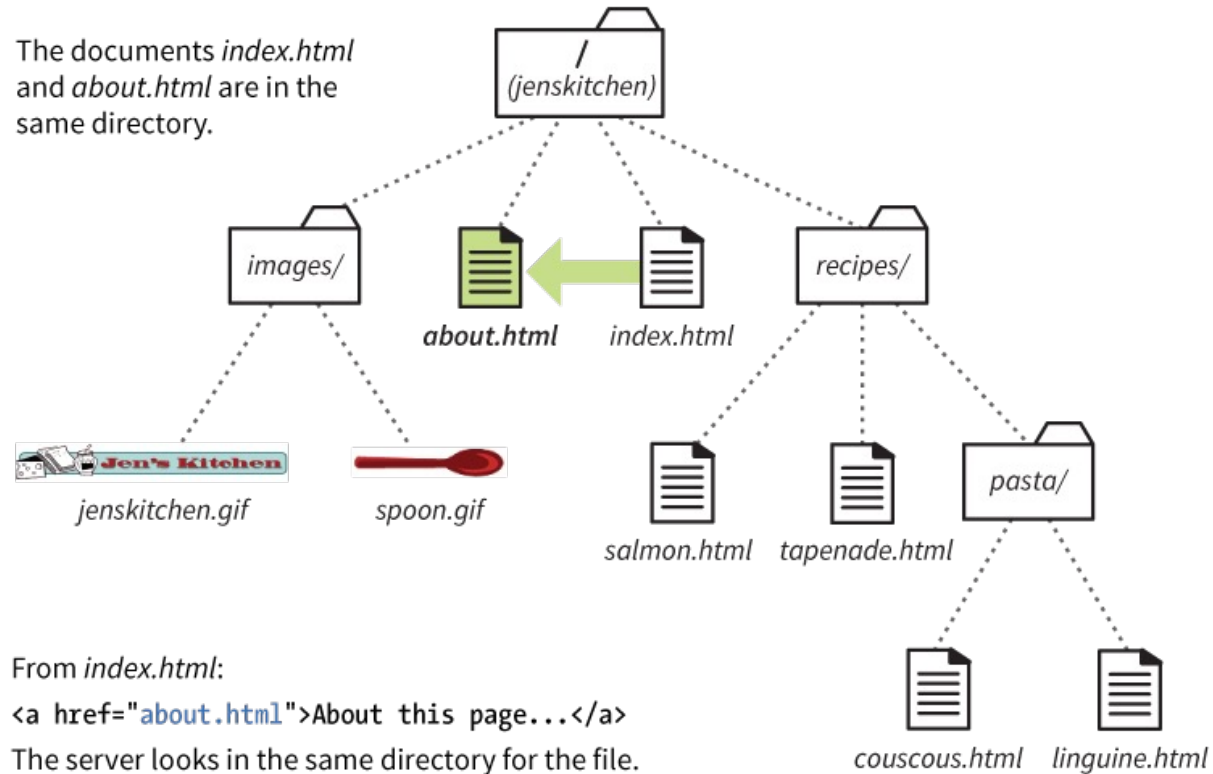 The documents index.html
and about.html are in the
same directory.
/
(jenskitchen)
images/
about.html
index.html
recipes/
Jen's Kitchen
jenskitchen.gif
spoon.gif
salmon.html
tapenade.html
pasta/
couscous.html
linguine.html
From index.html:
<a href="about.html">About this page...</a>
The server looks in the same directory for the file.